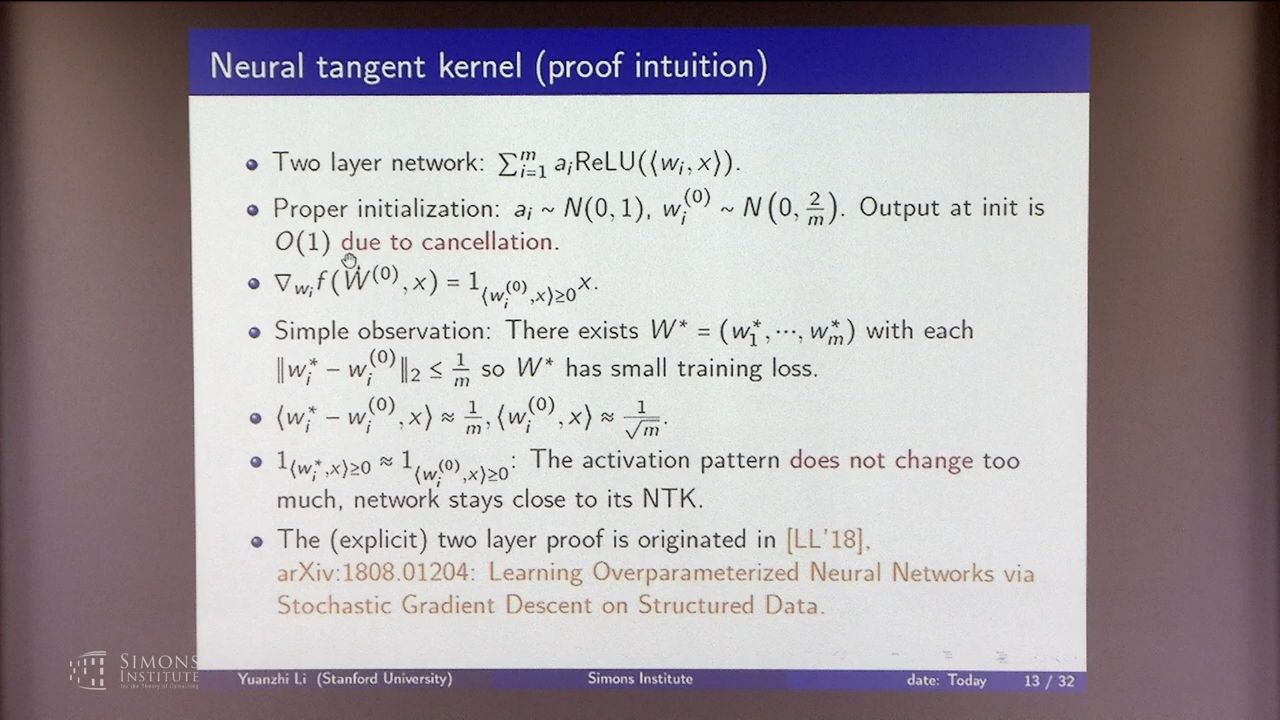 Neural tangent kernel (proof intuition)
Two layer network: ∑_{i=1}^m a_i ReLU(⟨w_i, x⟩).
Proper initialization: a_i ~ N(0, 1), w_i^{(0)} ~ N(0, 2/m). Output at init is
O(1) due to cancellation.
∇_{w_i} f(W^{(0)}, x) = 1_{⟨w_i^{(0)}, x⟩≥0} x.
Simple observation: There exists W* = (w_1^*, ⋯, w_m^*) with each
‖w_i^* − w_i^{(0)}‖_2 ≤ 1/m so W* has small training loss.
⟨w_i^* − w_i^{(0)}, x⟩ ≈ 1/m, ⟨w_i^{(0)}, x⟩ ≈ 1/√m.
1_{⟨w_i^*, x⟩≥0} ≈ 1_{⟨w_i^{(0)}, x⟩≥0}: The activation pattern does not change too
much, network stays close to its NTK.
The (explicit) two layer proof is originated in [LL'18],
arXiv:1808.01204: Learning Overparameterized Neural Networks via
Stochastic Gradient Descent on Structured Data.
Yuanzhi Li (Stanford University) Simons Institute date: Today 13 / 32
SIMONS
INSTITUTE
for the Theory of Computing